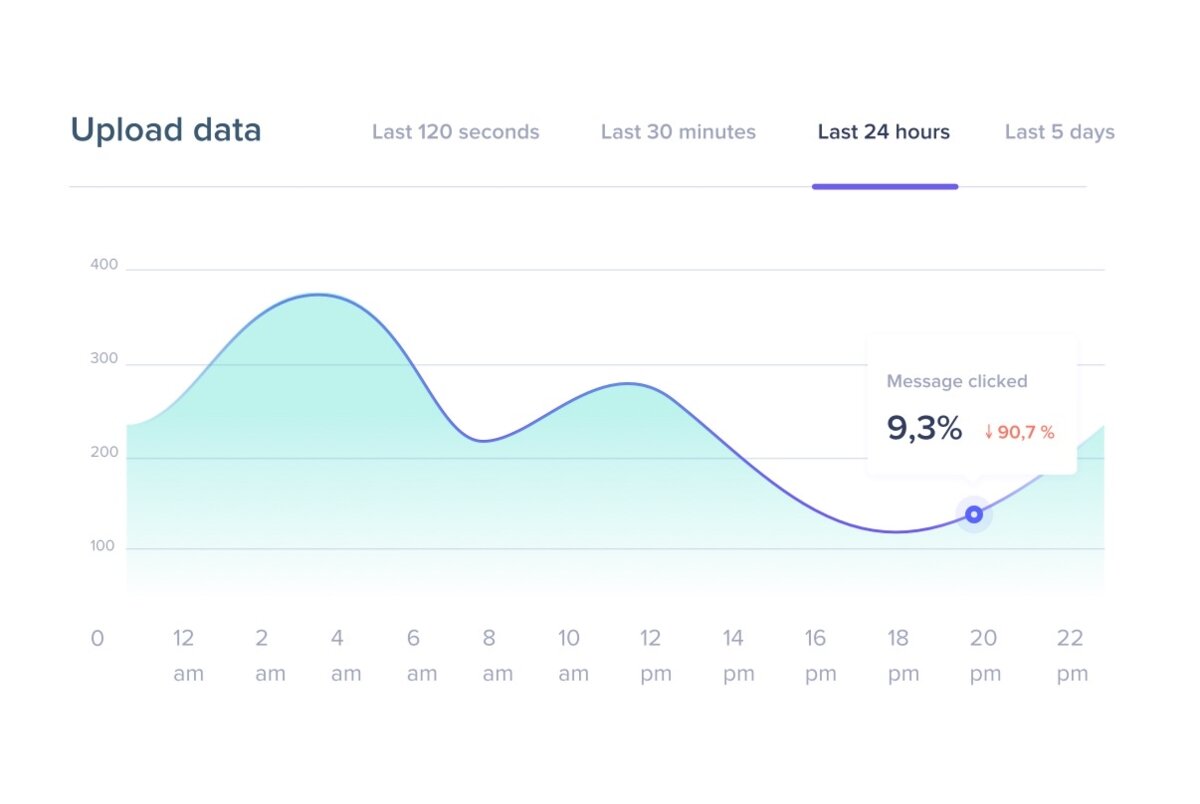 Upload data
Last 120 seconds
Last 30 minutes
Last 24 hours
Last 5 days
400
300
200
100
Message clicked
9,3% ↓ 90,7 %
0 12 2 4 6 8 10 12 14 16 18 20 22
am am am am am am pm pm pm pm pm pm